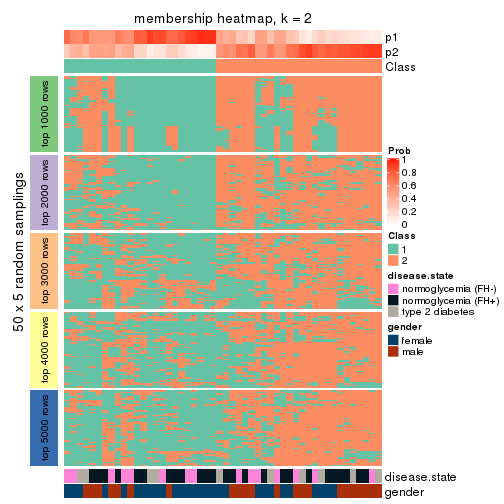 membership heatmap, k = 2
p1
p2
Class
50 x 5 random samplings
top 1000 rows
top 2000 rows
top 3000 rows
top 4000 rows
top 5000 rows
Prob
1
0.8
0.6
0.4
0.2
0
Class
1
2
disease.state
normoglycemia (FH-)
normoglycemia (FH+)
type 2 diabetes
gender
female
male
disease.state
gender